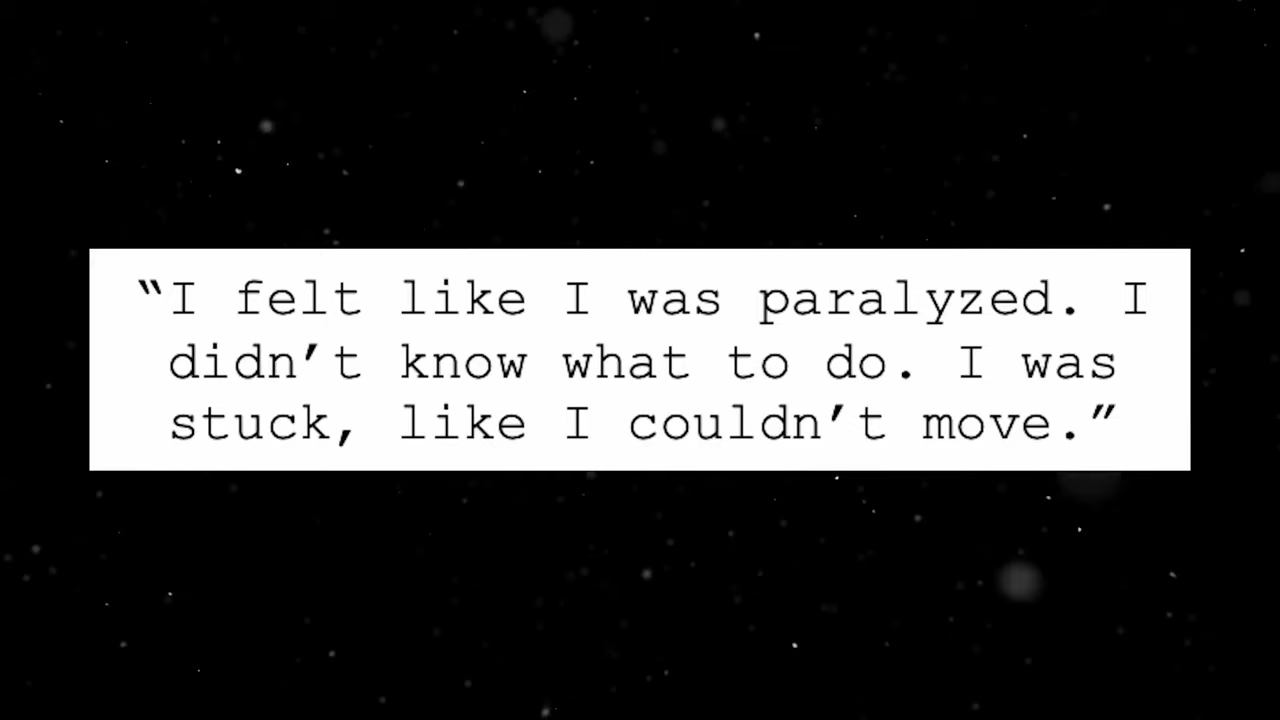 “I felt like I was paralyzed. I
didn’t know what to do. I was
stuck, like I couldn’t move.”